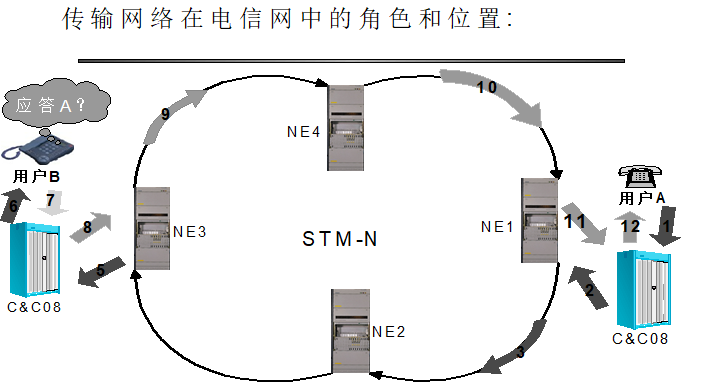 传输网络在电信网中的角色和位置:
应答A?
用户B
6
7
8
5
C&C08
9
NE4
10
NE3
STM-N
NE1
NE2
3
用户A
11
12
1
2
C&C08